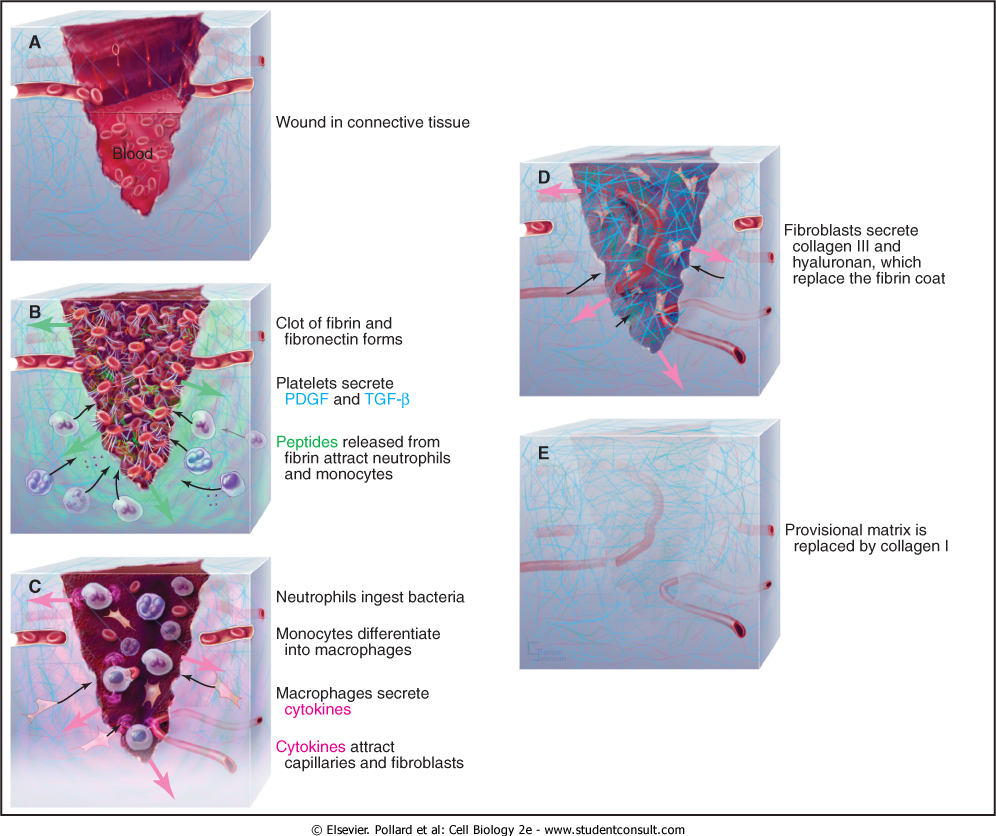 A
Blood
Wound in connective tissue
B
Clot of fibrin and
fibronectin forms
Platelets secrete
PDGF and TGF-β
Peptides released from
fibrin attract neutrophils
and monocytes
C
Neutrophils ingest bacteria
Monocytes differentiate
into macrophages
Macrophages secrete
cytokines
Cytokines attract
capillaries and fibroblasts
D
Fibroblasts secrete
collagen III and
hyaluronan, which
replace the fibrin coat
E
Provisional matrix is
replaced by collagen I
© Elsevier. Pollard et al: Cell Biology 2e - www.studentconsult.com